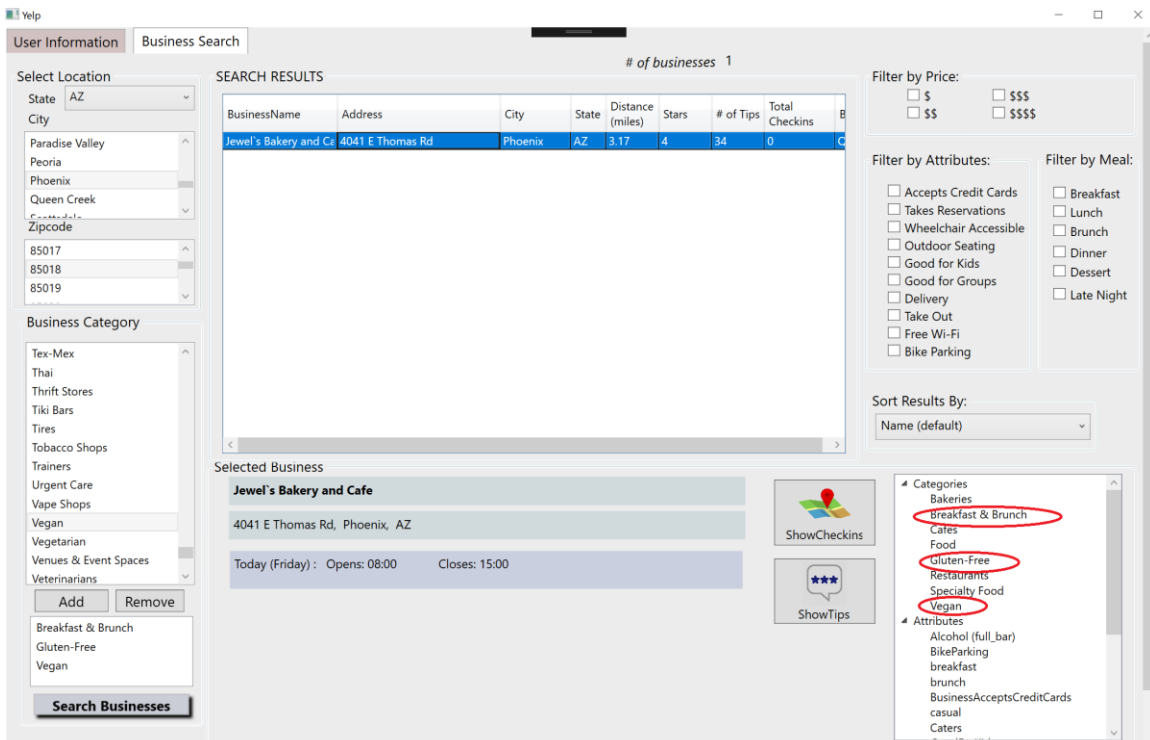 Yelp
User Information
Business Search
# of businesses 1
Select Location
State AZ
City
Paradise Valley
Peoria
Phoenix
Queen Creek
Zipcode
85017
85018
85019
Business Category
Tex-Mex
Thai
Thrift Stores
Tiki Bars
Tires
Tobacco Shops
Trainers
Urgent Care
Vape Shops
Vegan
Vegetarian
Venues & Event Spaces
Veterinarians
Add Remove
Breakfast & Brunch
Gluten-Free
Vegan
Search Businesses
SEARCH RESULTS
BusinessName Address City State Distance (miles) Stars # of Tips Total Checkins B
Jewel`s Bakery and Ca 4041 E Thomas Rd Phoenix AZ 3.17 4 34 0
Filter by Price:
$ $$$
$$ $$$$
Filter by Attributes:
Accepts Credit Cards
Takes Reservations
Wheelchair Accessible
Outdoor Seating
Good for Kids
Good for Groups
Delivery
Take Out
Free Wi-Fi
Bike Parking
Filter by Meal:
Breakfast
Lunch
Brunch
Dinner
Dessert
Late Night
Sort Results By:
Name (default)
Selected Business
Jewel`s Bakery and Cafe
4041 E Thomas Rd, Phoenix, AZ
Today (Friday) : Opens: 08:00 Closes: 15:00
ShowCheckins
ShowTips
Categories
Bakeries
Breakfast & Brunch
Cafes
Food
Gluten-Free
Restaurants
Specialty Food
Vegan
Attributes
Alcohol (full_bar)
BikeParking
breakfast
brunch
BusinessAcceptsCreditCards
casual
Caters